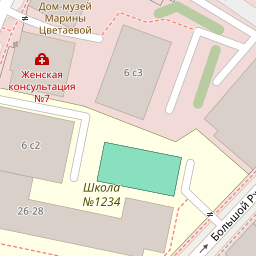 Дом-музей
Марины
Цветаевой
Женская
консультация
№7
6 с3
6 с2
Школа
№1234
26-28
Большой